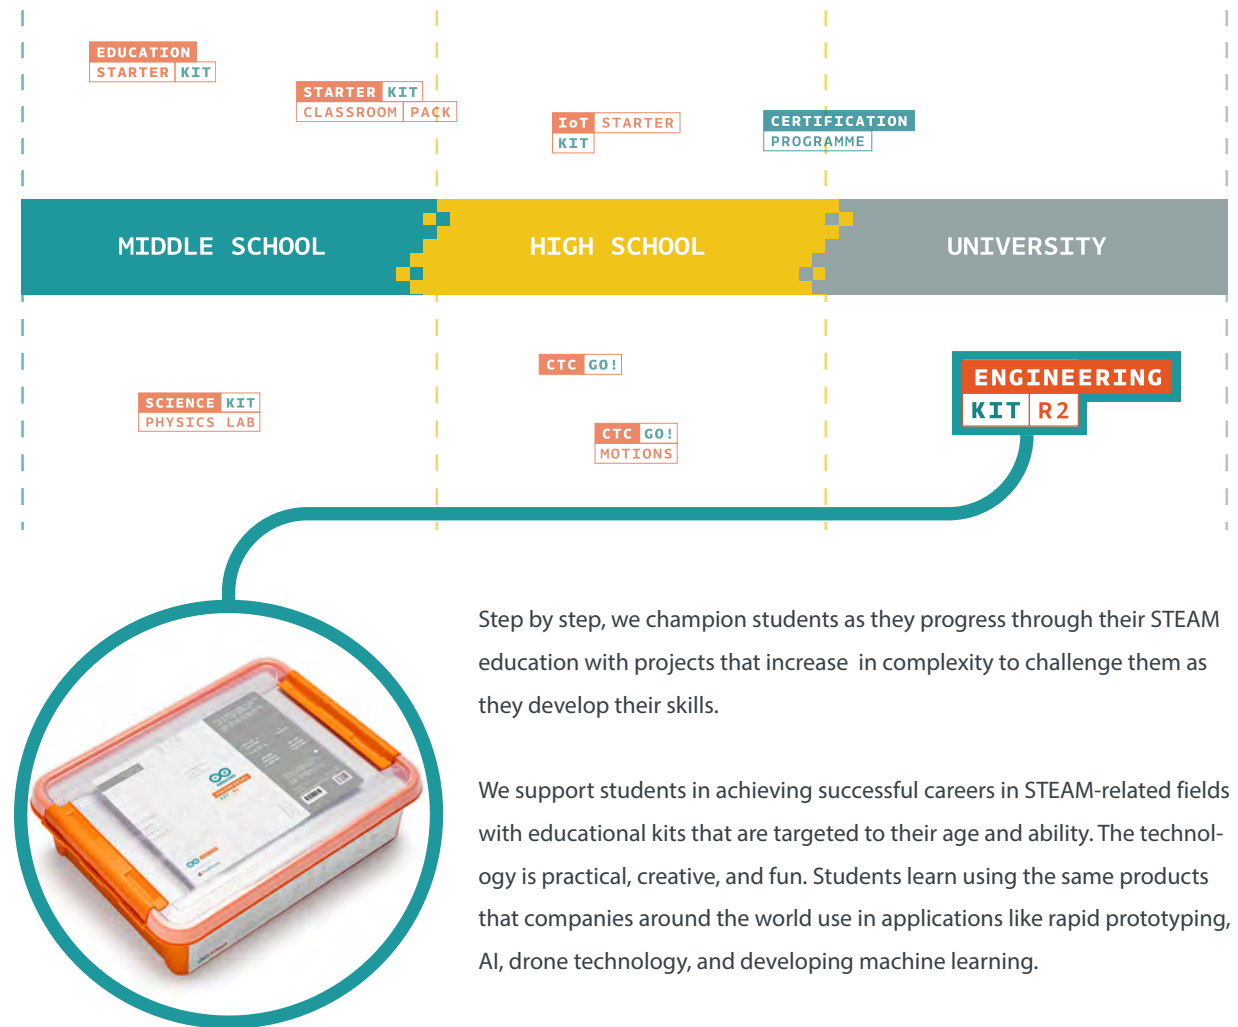 EDUCATION
STARTER KIT
STARTER KIT
CLASSROOM PACK
IoT STARTER
KIT
CERTIFICATION
PROGRAMME
MIDDLE SCHOOL
HIGH SCHOOL
UNIVERSITY
SCIENCE KIT
PHYSICS LAB
CTC GO!
CTC GO!
MOTIONS
ENGINEERING
KIT R2
Step by step, we champion students as they progress through their STEAM
education with projects that increase in complexity to challenge them as
they develop their skills.
We support students in achieving successful careers in STEAM-related fields
with educational kits that are targeted to their age and ability. The technol-
ogy is practical, creative, and fun. Students learn using the same products
that companies around the world use in applications like rapid prototyping,
AI, drone technology, and developing machine learning.